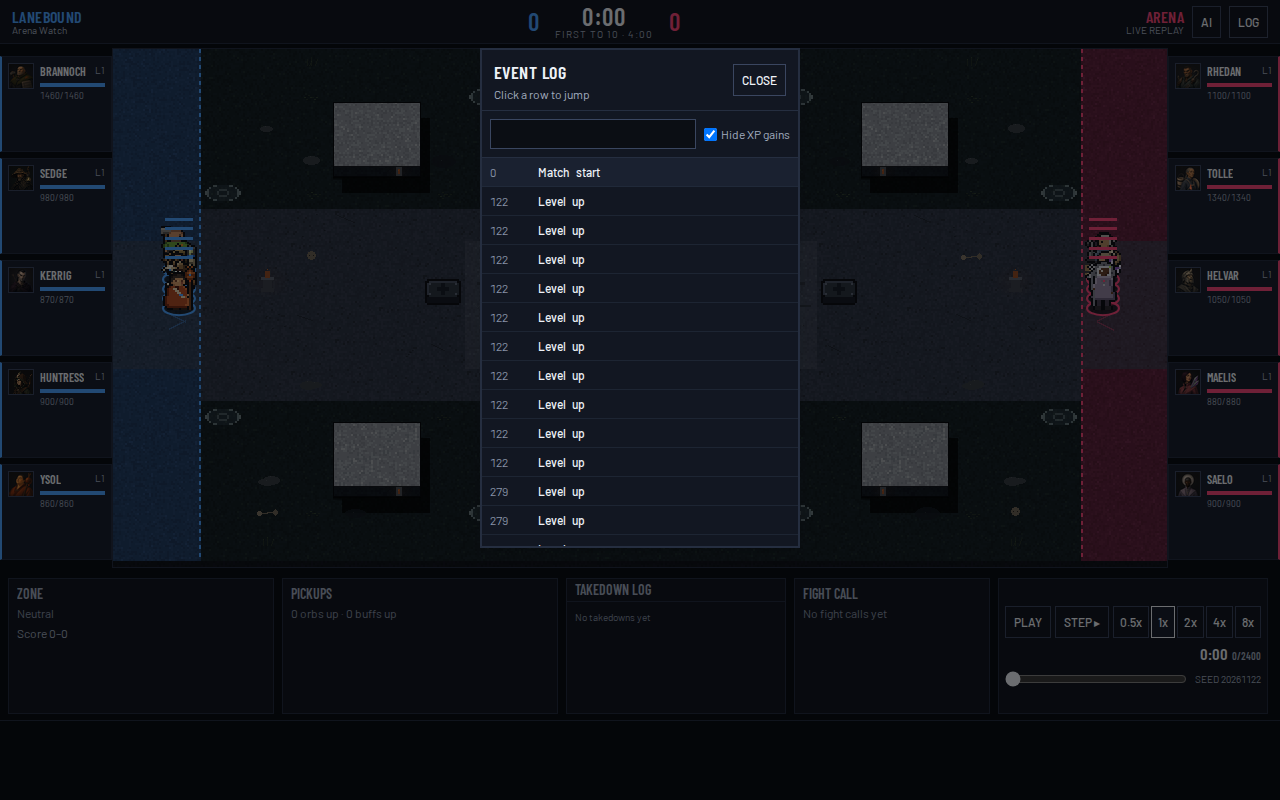 LANEBOUND
Arena Watch
0
0:00
0
FIRST TO 10 · 4:00
ARENA
LIVE REPLAY
AI
LOG
BRANNOCH L1
1460/1460
SEDGE L1
980/980
KERRIG L1
870/870
HUNTRESS L1
900/900
YSOL L1
860/860
EVENT LOG
Click a row to jump
CLOSE
Hide XP gains
0 Match start
122 Level up
122 Level up
122 Level up
122 Level up
122 Level up
122 Level up
122 Level up
122 Level up
122 Level up
122 Level up
279 Level up
279 Level up
RHEDAN L1
1100/1100
TOLLE L1
1340/1340
HELVAR L1
1050/1050
MAELIS L1
880/880
SAELO L1
900/900
ZONE
Neutral
Score 0–0
PICKUPS
0 orbs up · 0 buffs up
TAKEDOWN LOG
No takedowns yet
FIGHT CALL
No fight calls yet
PLAY STEP▸ 0.5x 1x 2x 4x 8x
0:00 0/2400
SEED 20261122